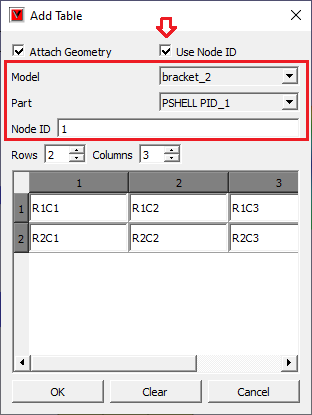 Add Table
Attach Geometry Use Node ID
Model bracket_2
Part PSHELL PID_1
Node ID 1
Rows 2 Columns 3
1 2 3
1 R1C1 R1C2 R1C3
2 R2C1 R2C2 R2C3
OK Clear Cancel